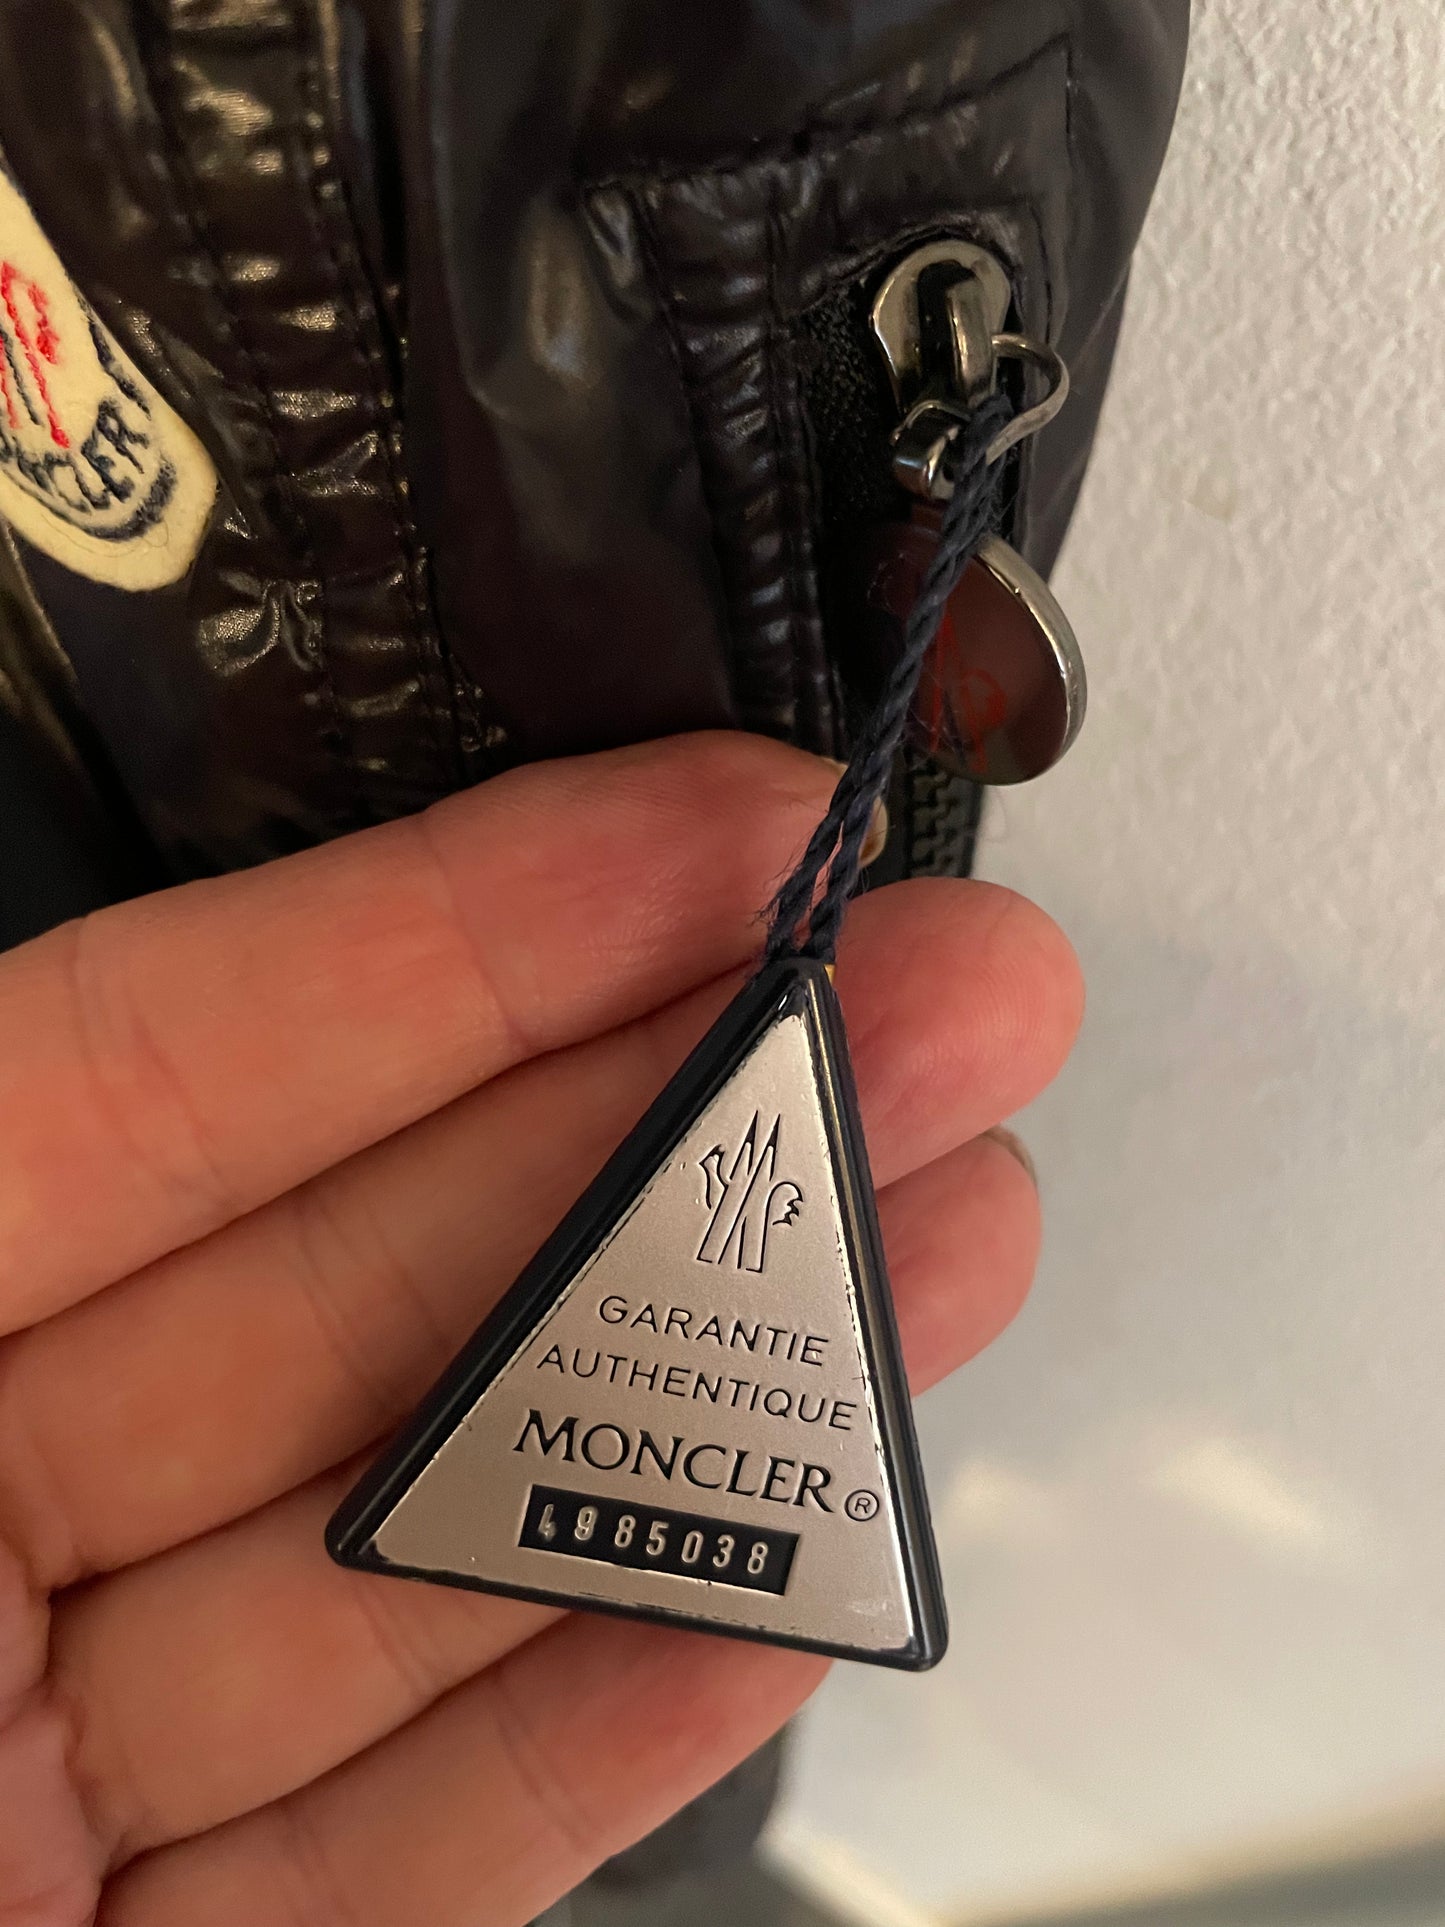 GARANTIE
AUTHENTIQUE
MONCLER®
4985038